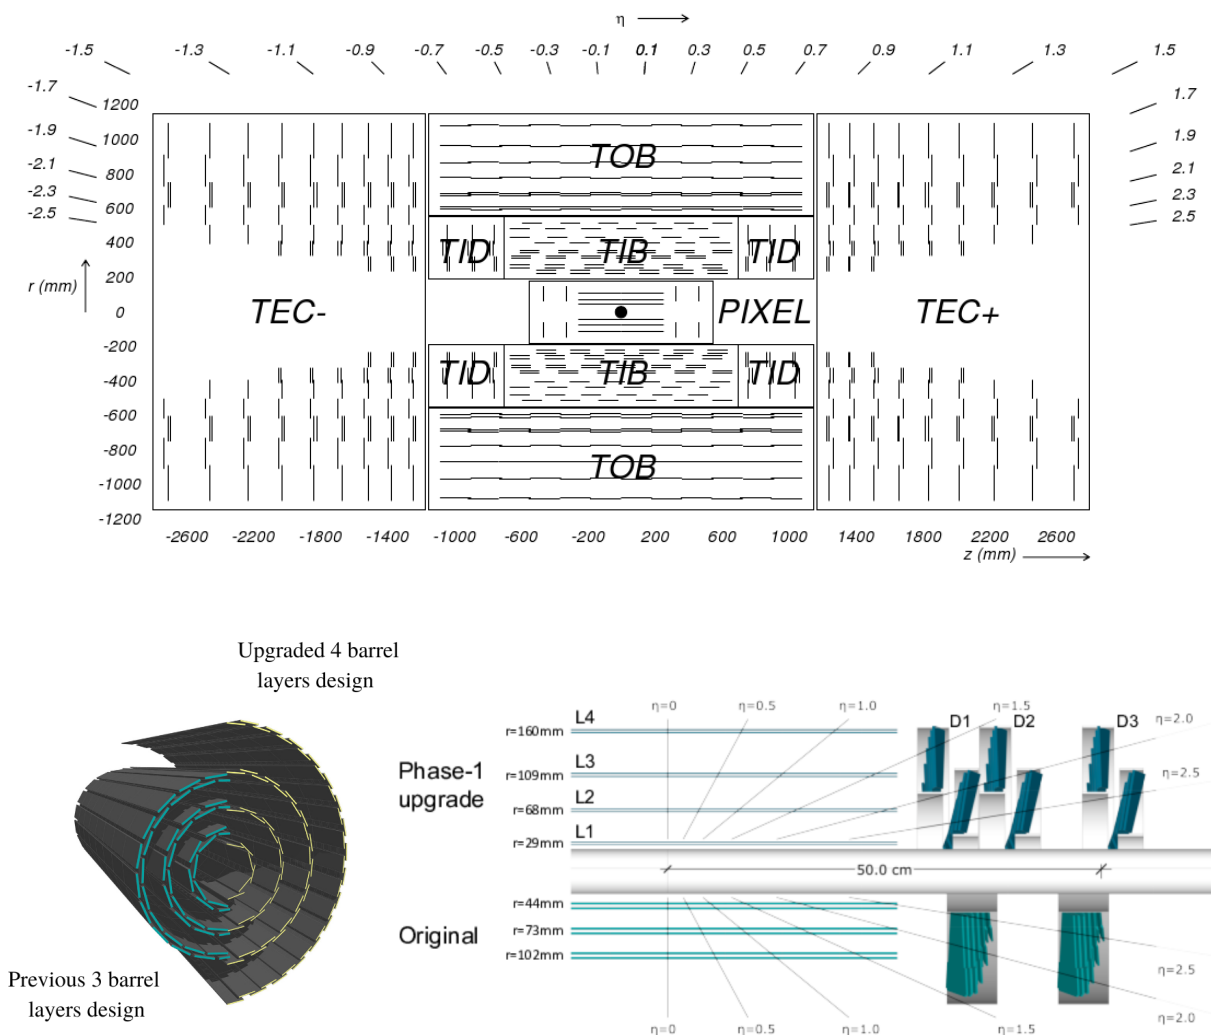 η
-1.5 -1.3 -1.1 -0.9 -0.7 -0.5 -0.3 -0.1 0.1 0.3 0.5 0.7 0.9 1.1 1.3 1.5
-1.7 1.7
1200
-1.9 1000 1.9
-2.1 800 2.1
-2.3 600 2.3
-2.5 2.5
TOB
400
TID TIB TID
200
r (mm)
0
TEC- PIXEL TEC+
-200
-400
TID TIB TID
-600
-800
TOB
-1000
-1200
-2600 -2200 -1800 -1400 -1000 -600 -200 200 600 1000 1400 1800 2200 2600
z (mm)
Upgraded 4 barrel
layers design
Previous 3 barrel
layers design
η=0 η=0.5 η=1.0 η=1.5 η=2.0
η=2.5
L4
r=160mm
D1 D2 D3
Phase-1
upgrade
L3
r=109mm
L2
r=68mm
L1
r=29mm
50.0 cm
Original
r=44mm
r=73mm
r=102mm
η=2.5
η=0 η=0.5 η=1.0 η=1.5 η=2.0